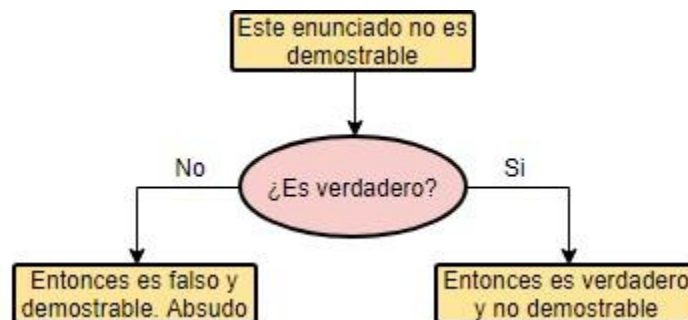 Este enunciado no es
demostrable
No
¿Es verdadero?
Si
Entonces es falso y
demostrable. Absudo
Entonces es verdadero
y no demostrable